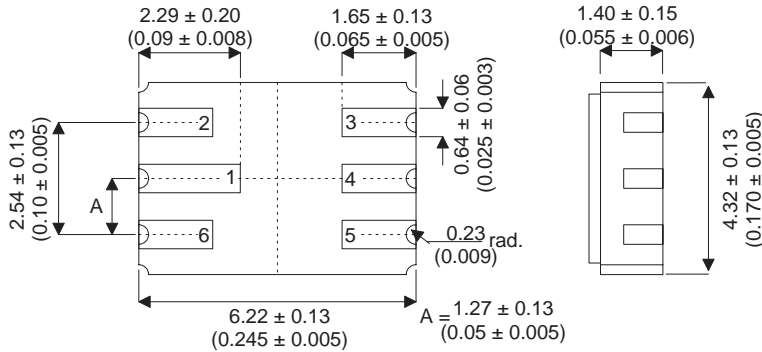 2.29 ± 0.20
(0.09 ± 0.008)
1.65 ± 0.13
(0.065 ± 0.005)
1.40 ± 0.15
(0.055 ± 0.006)
2
3
0.64 ± 0.06
(0.025 ± 0.003)
2.54 ± 0.13
(0.10 ± 0.005)
A
1
4
4.32 ± 0.13
(0.170 ± 0.005)
6
5
0.23 rad.
(0.009)
6.22 ± 0.13
(0.245 ± 0.005)
A = 1.27 ± 0.13
(0.05 ± 0.005)